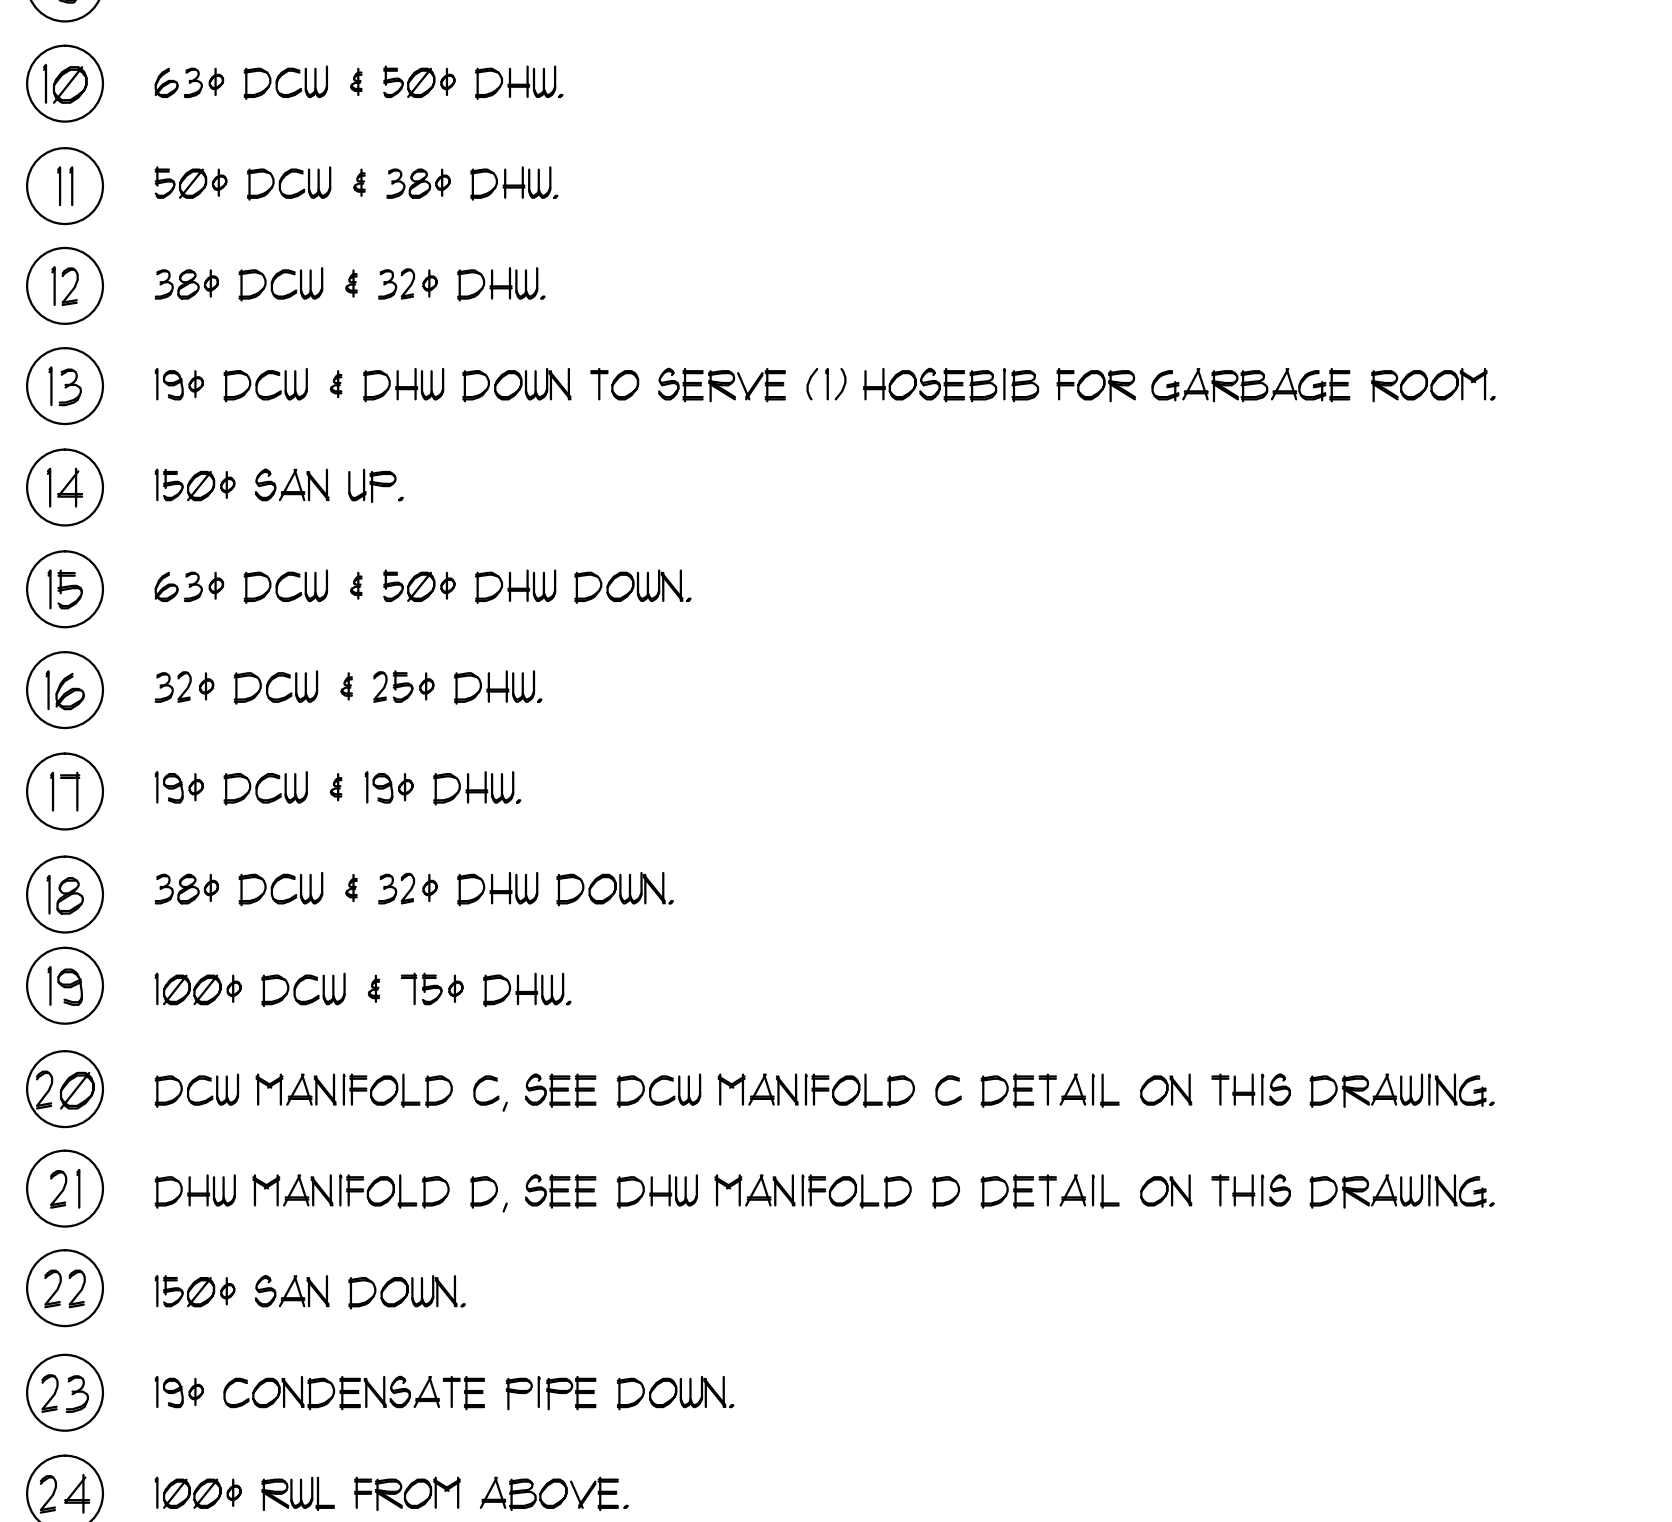 10 63φ DCW & 50φ DHW.
11 50φ DCW & 38φ DHW.
12 38φ DCW & 32φ DHW.
13 19φ DCW & DHW DOWN TO SERVE (1) HOSEBIB FOR GARBAGE ROOM.
14 150φ SAN UP.
15 63φ DCW & 50φ DHW DOWN.
16 32φ DCW & 25φ DHW.
17 19φ DCW & 19φ DHW.
18 38φ DCW & 32φ DHW DOWN.
19 100φ DCW & 75φ DHW.
20 DCW MANIFOLD C, SEE DCW MANIFOLD C DETAIL ON THIS DRAWING.
21 DHW MANIFOLD D, SEE DHW MANIFOLD D DETAIL ON THIS DRAWING.
22 150φ SAN DOWN.
23 19φ CONDENSATE PIPE DOWN.
24 100φ RWL FROM ABOVE.